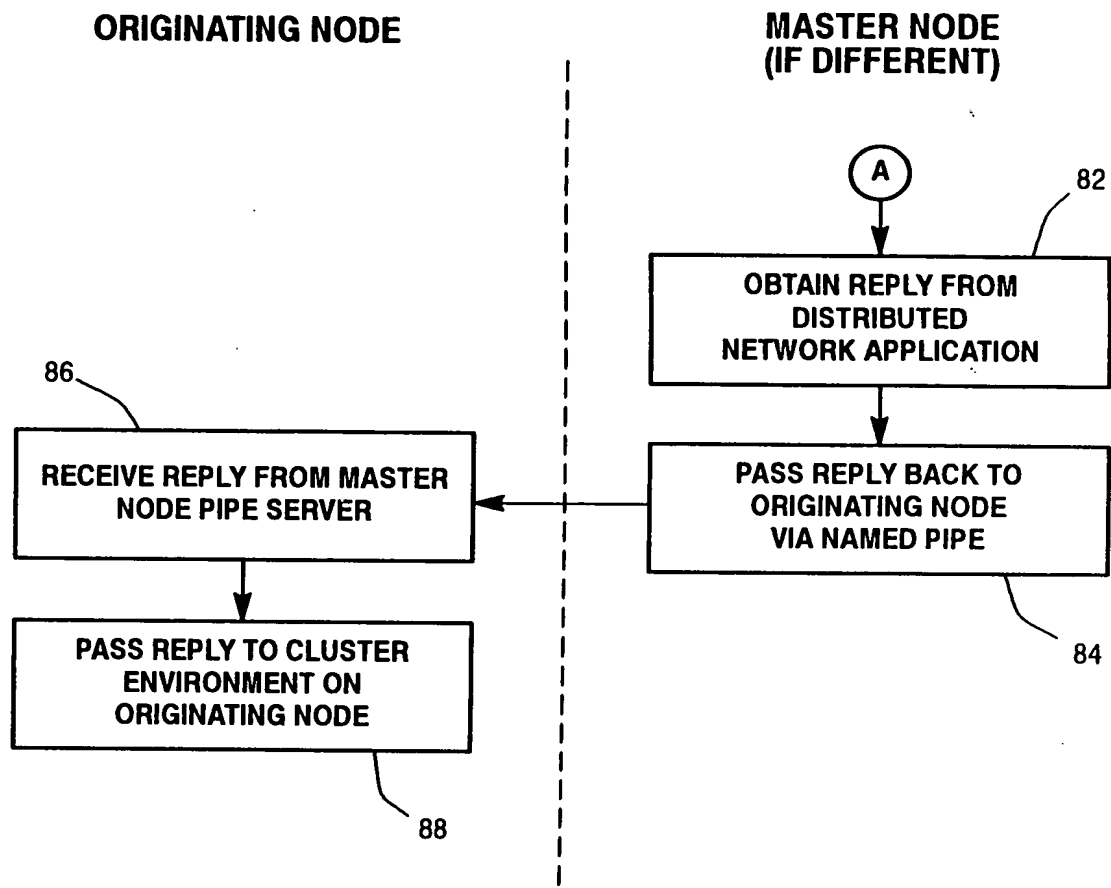 ORIGINATING NODE
MASTER NODE
(IF DIFFERENT)
A
82
OBTAIN REPLY FROM
DISTRIBUTED
NETWORK APPLICATION
86
RECEIVE REPLY FROM MASTER
NODE PIPE SERVER
PASS REPLY BACK TO
ORIGINATING NODE
VIA NAMED PIPE
84
PASS REPLY TO CLUSTER
ENVIRONMENT ON
ORIGINATING NODE
88